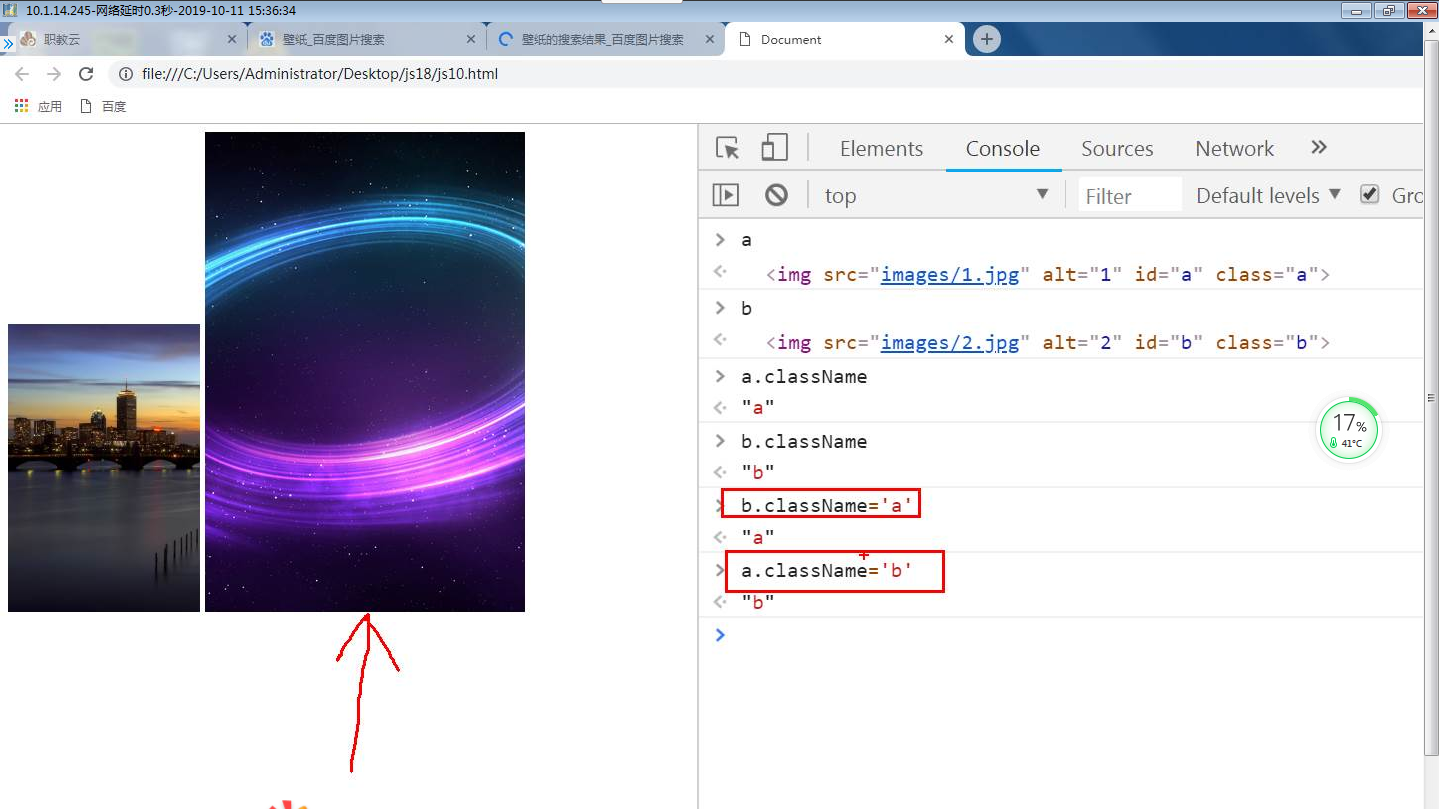 10.1.14.245-网络延时0.3秒-2019-10-11 15:36:34
职教云
壁纸_百度图片搜索
壁纸的搜索结果_百度图片搜索
Document
file:///C:/Users/Administrator/Desktop/js18/js10.html
应用 百度
Elements Console Sources Network
top Filter Default levels Gro
a
<img src="images/1.jpg" alt="1" id="a" class="a">
b
<img src="images/2.jpg" alt="2" id="b" class="b">
a.className
"a"
b.className
"b"
b.className='a'
"a"
a.className='b'
"b"
17%
41°C